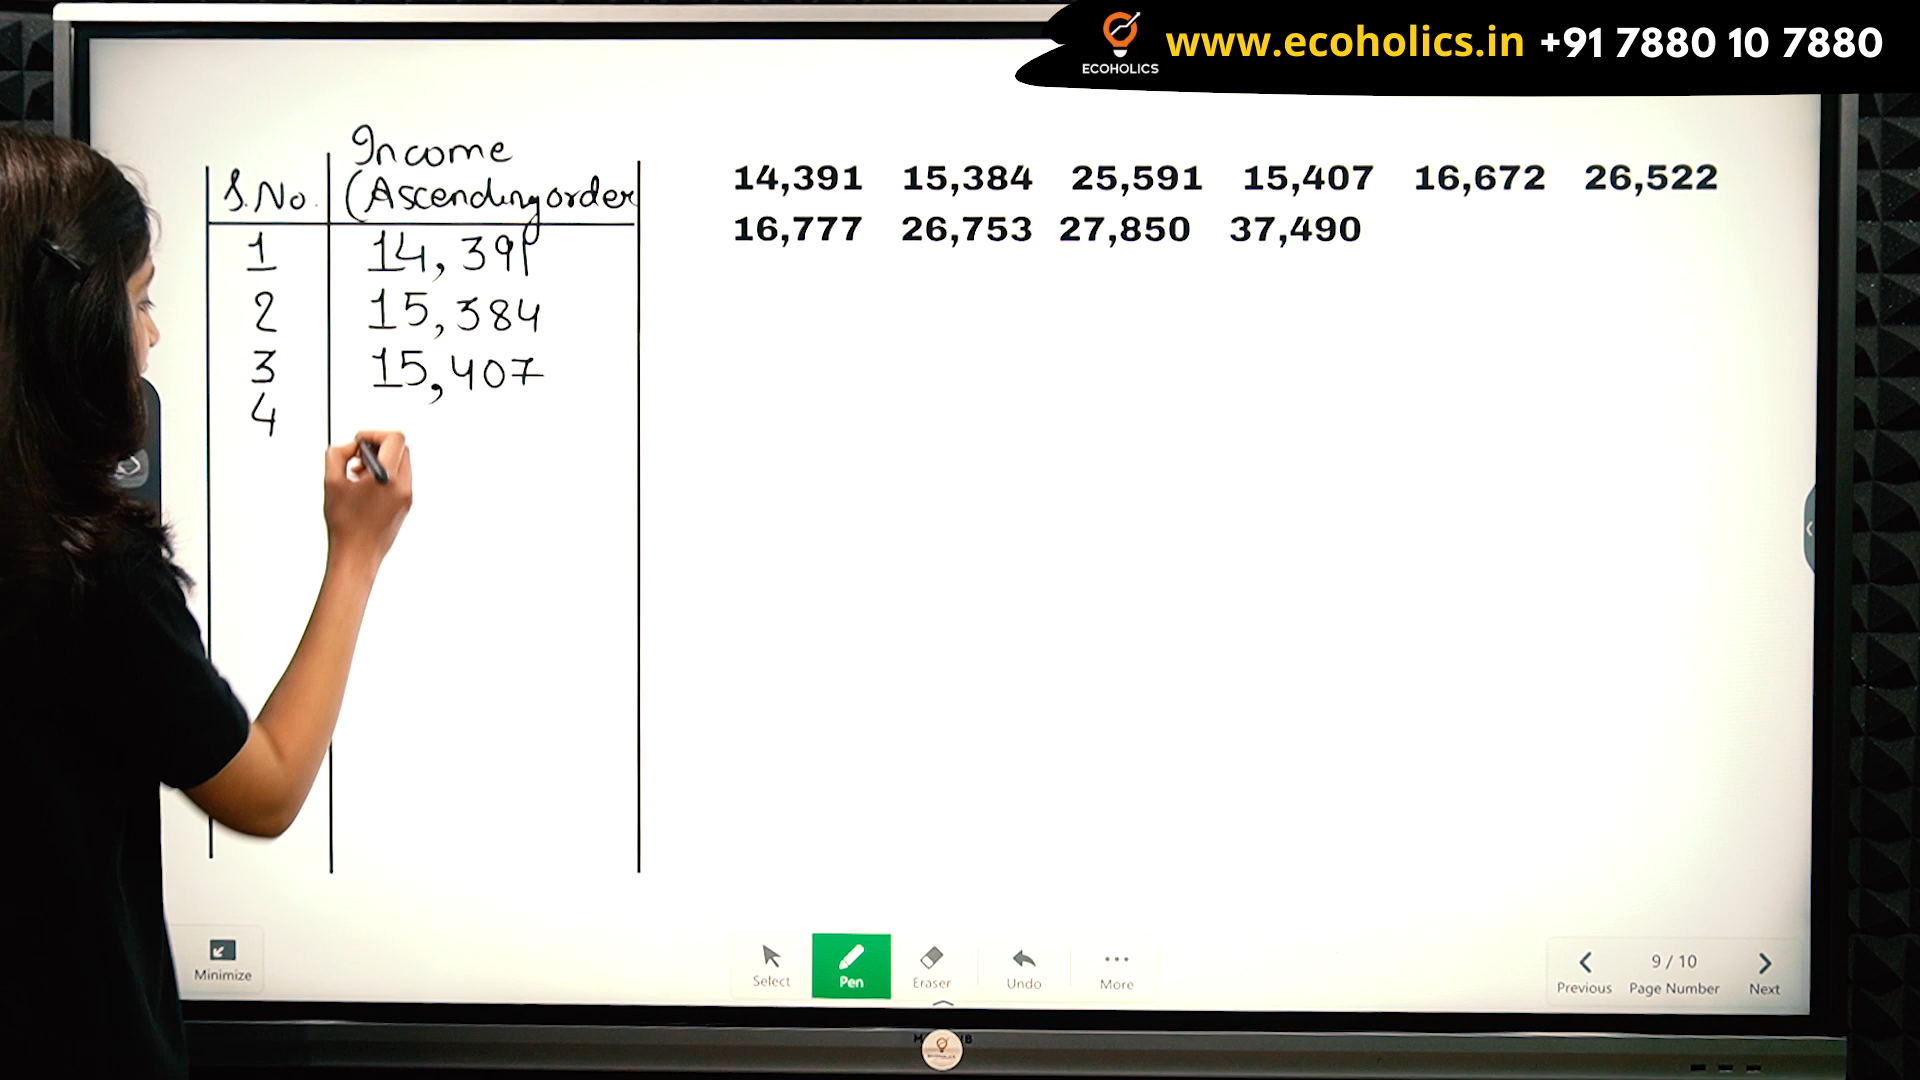 www.ecoholics.in +91 7880 10 7880
ECOHOLICS
Income
S.No. (Ascending order
1 14,391
2 15,384
3 15,407
4
14,391 15,384 25,591 15,407 16,672 26,522
16,777 26,753 27,850 37,490
Minimize
Select
Pen
Eraser
Undo
More
Previous
9 / 10
Page Number
Next